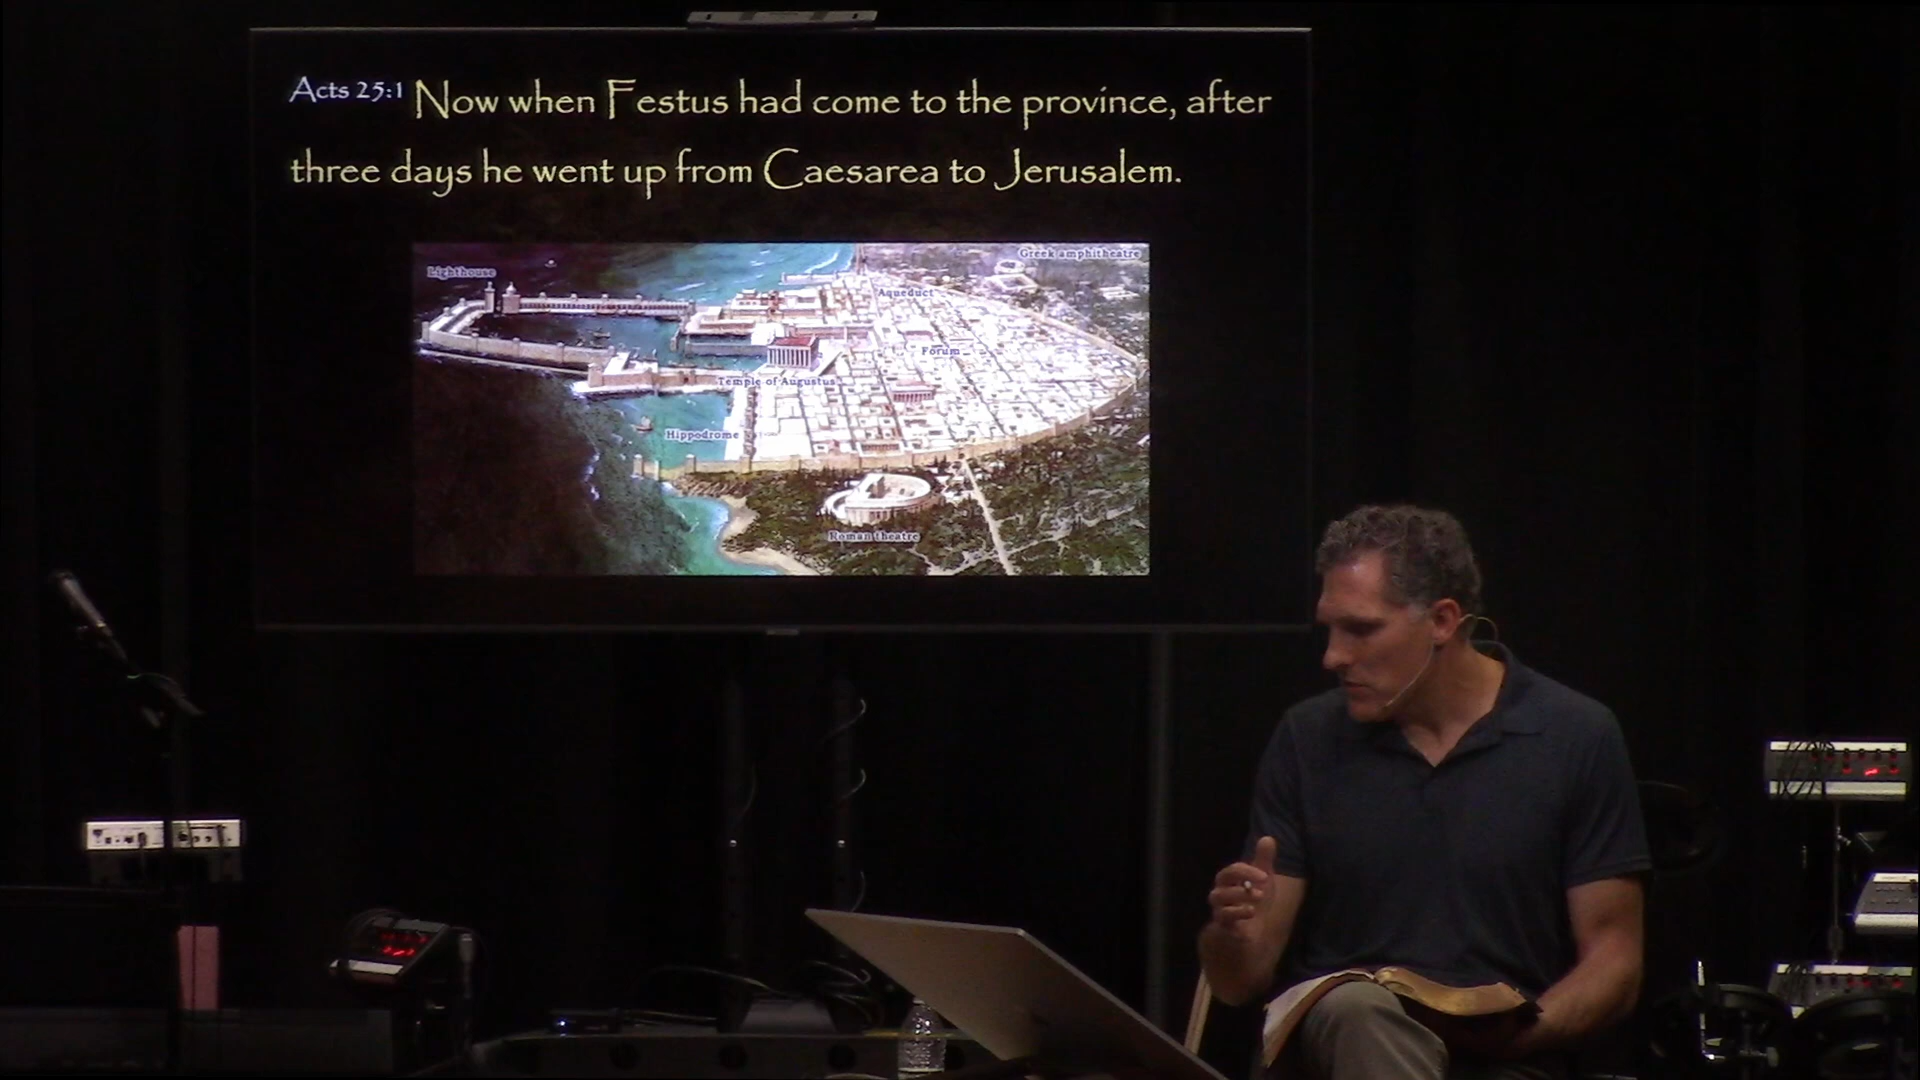 Acts 25:1 Now when Festus had come to the province, after
three days he went up from Caesarea to Jerusalem.
Greek amphitheatre
Lighthouse
Aqueduct
Forum
Temple of Augustus
Hippodrome
Roman theatre